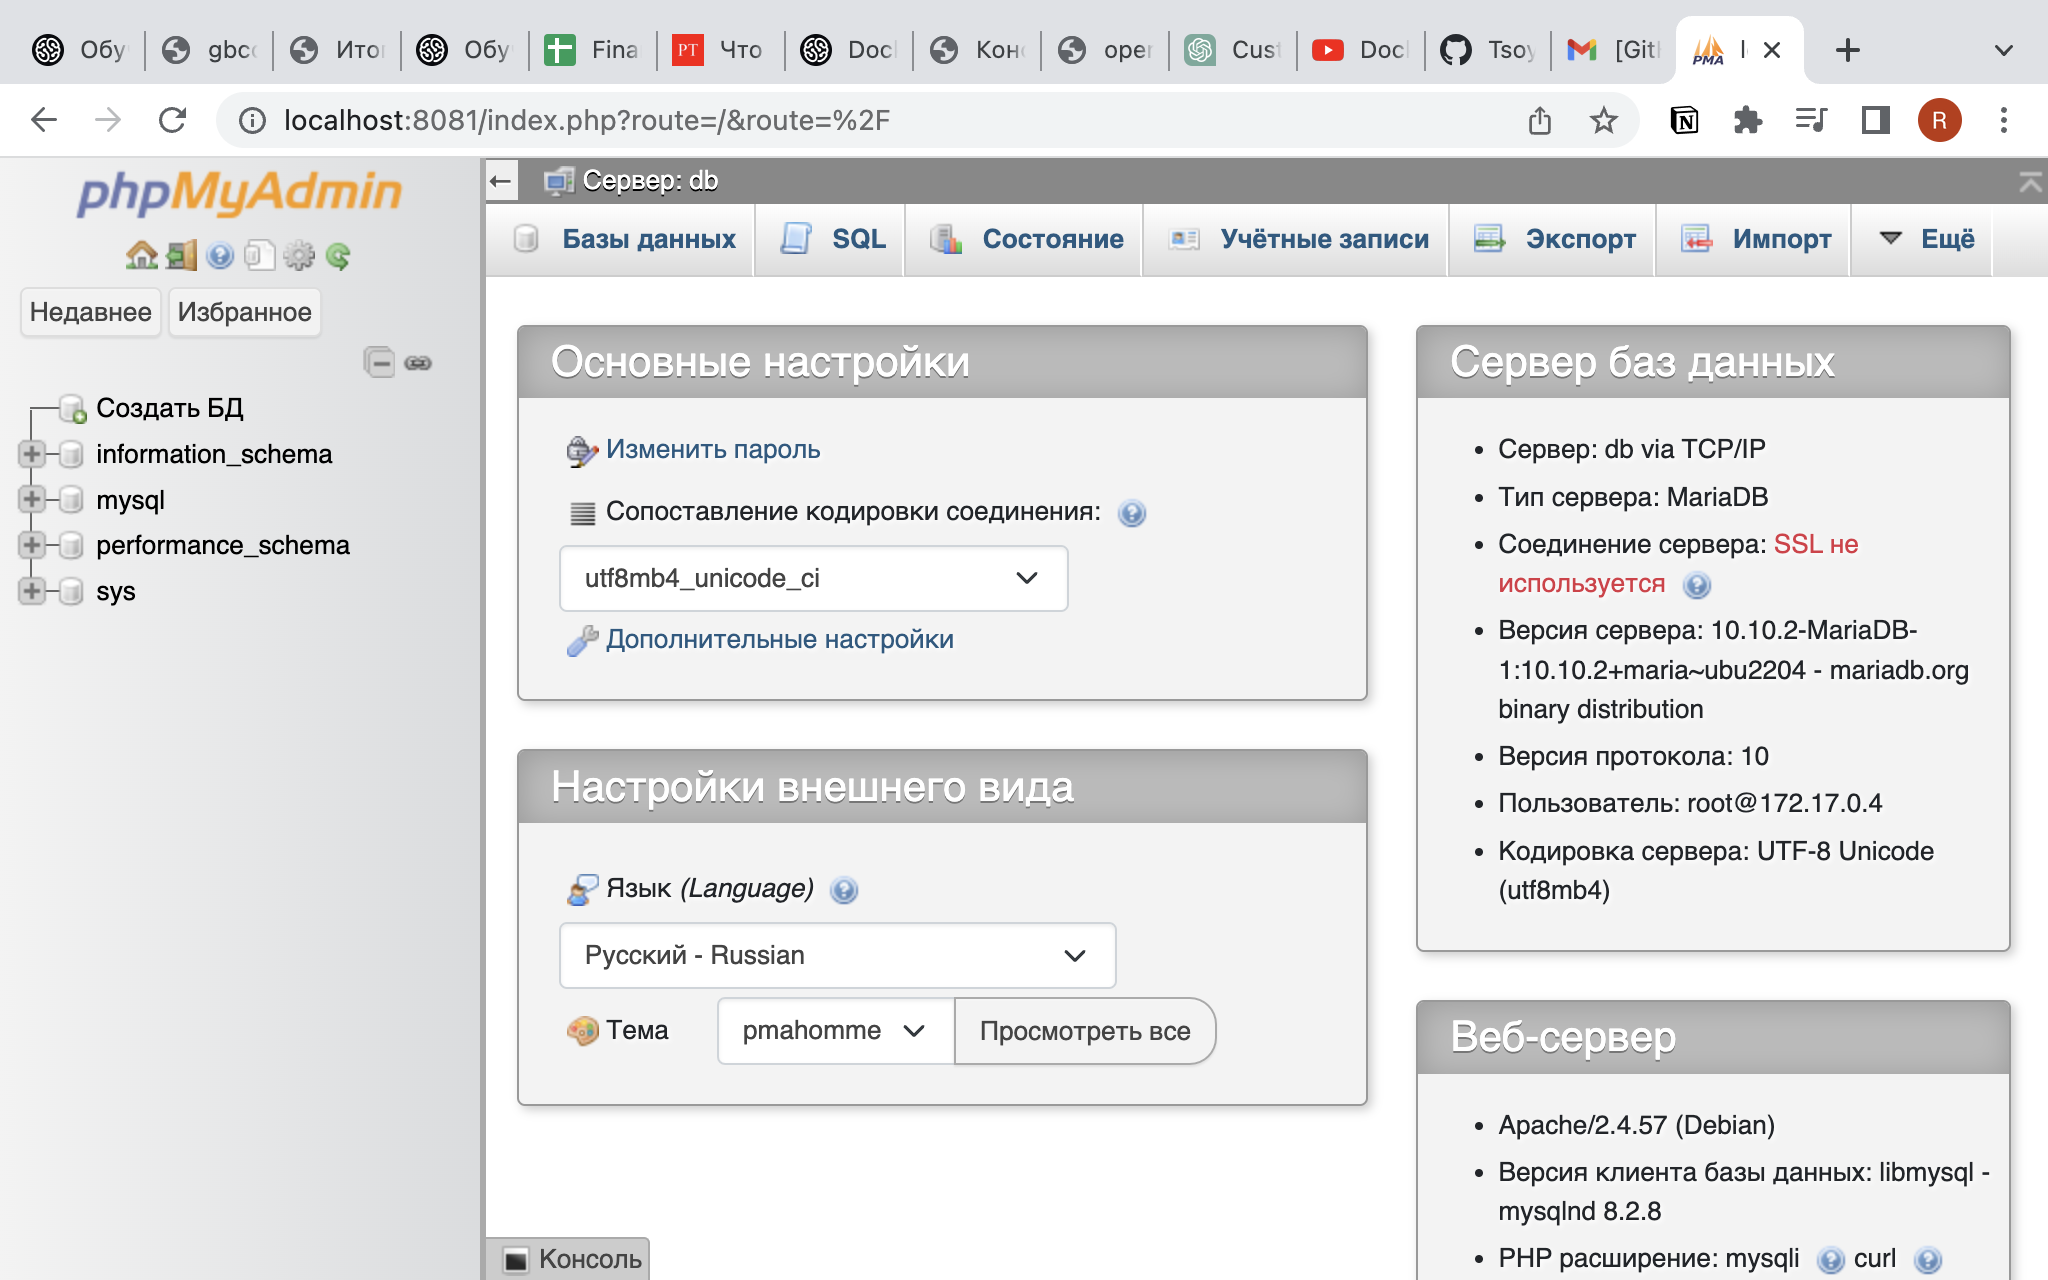 Обу
gbcc
Ито
Обу
Fina
PT
Что
Doc
Кон
oper
Cust
Doc
Tsoy
[Git
PMA
localhost:8081/index.php?route=/&route=%2F
R
phpMyAdmin
Недавнее
Избранное
Создать БД
information_schema
mysql
performance_schema
sys
Сервер: db
Базы данных
SQL
Состояние
Учётные записи
Экспорт
Импорт
Ещё
Основные настройки
Изменить пароль
Сопоставление кодировки соединения:
utf8mb4_unicode_ci
Дополнительные настройки
Настройки внешнего вида
Язык (Language)
Русский - Russian
Тема
pmahomme
Просмотреть все
Консоль
Сервер баз данных
Сервер: db via TCP/IP
Тип сервера: MariaDB
Соединение сервера: SSL не
используется
Версия сервера: 10.10.2-MariaDB-
1:10.10.2+maria~ubu2204 - mariadb.org
binary distribution
Версия протокола: 10
Пользователь: root@172.17.0.4
Кодировка сервера: UTF-8 Unicode
(utf8mb4)
Веб-сервер
Apache/2.4.57 (Debian)
Версия клиента базы данных: libmysql -
mysqlnd 8.2.8
PHP расширение: mysqli curl